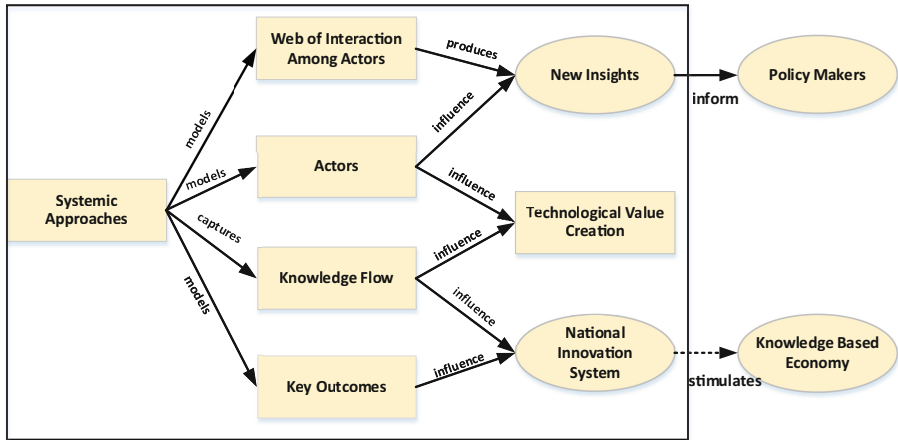 Web of Interaction
Among Actors
produces
New Insights
Policy Makers
inform
models
influence
Actors
models
influence
Systemic
Approaches
Technological Value
Creation
captures
influence
Knowledge Flow
models
influence
National
Innovation
System
Knowledge Based
Economy
stimulates
influence
Key Outcomes